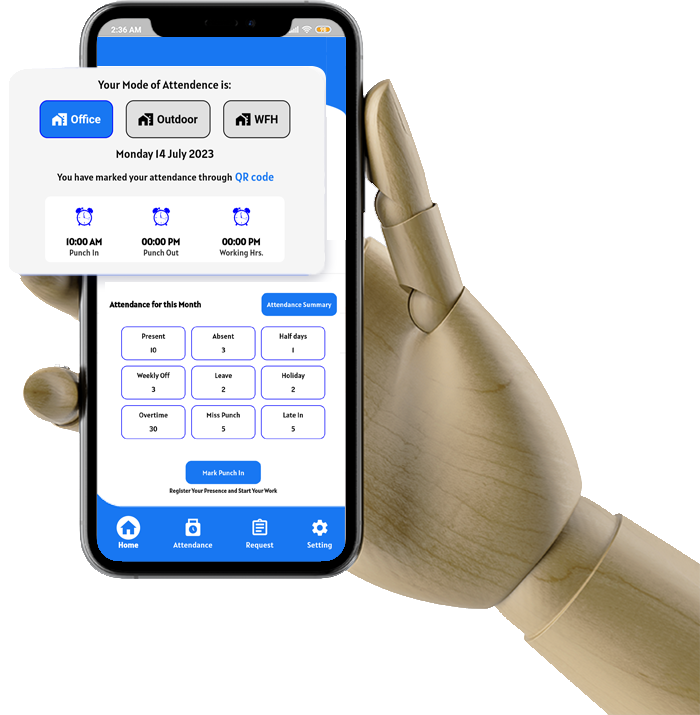 2:36 AM
Your Mode of Attendence is:
Office Outdoor WFH
Monday 14 July 2023
You have marked your attendance through QR code
10:00 AM 00:00 PM 00:00 PM
Punch In Punch Out Working Hrs.
Attendance for this Month Attendance Summary
Present Absent Half days
10 3 1
Weekly Off Leave Holiday
3 2 2
Overtime Miss Punch Late In
30 5 5
Mark Punch In
Register Your Presence and Start Your Work
Home Attendance Request Setting